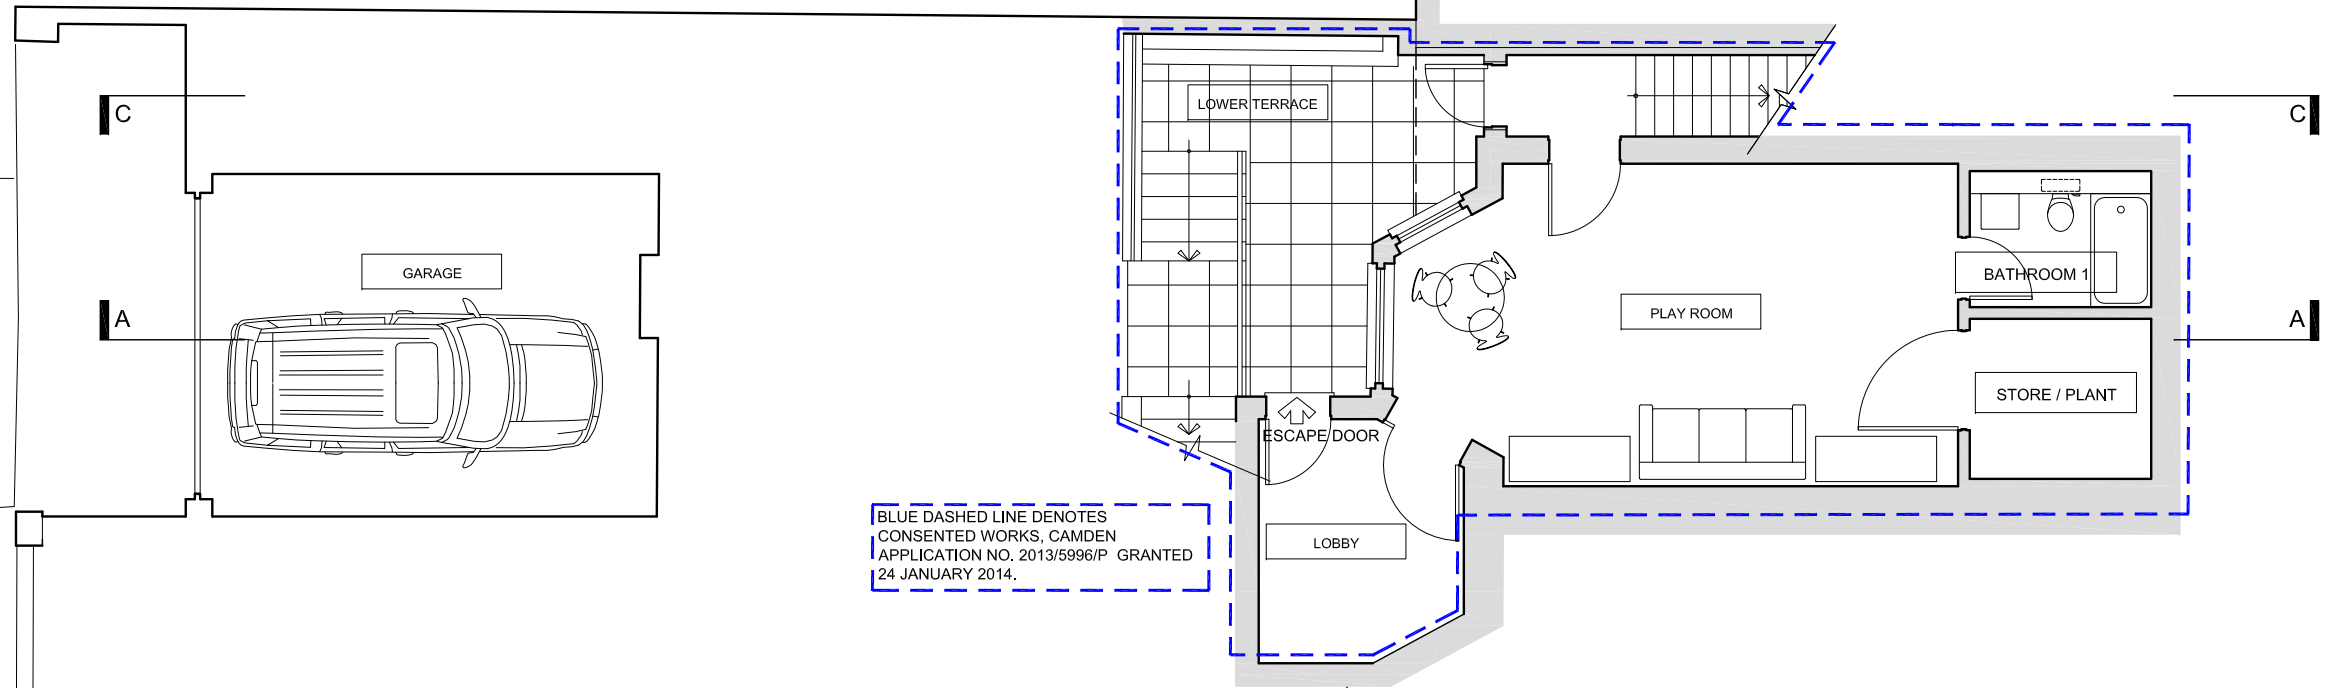 C
C
LOWER TERRACE
GARAGE
BATHROOM 1
A
PLAY ROOM
A
STORE / PLANT
ESCAPE DOOR
BLUE DASHED LINE DENOTES
CONSENTED WORKS, CAMDEN
APPLICATION NO. 2013/5996/P GRANTED
24 JANUARY 2014.
LOBBY